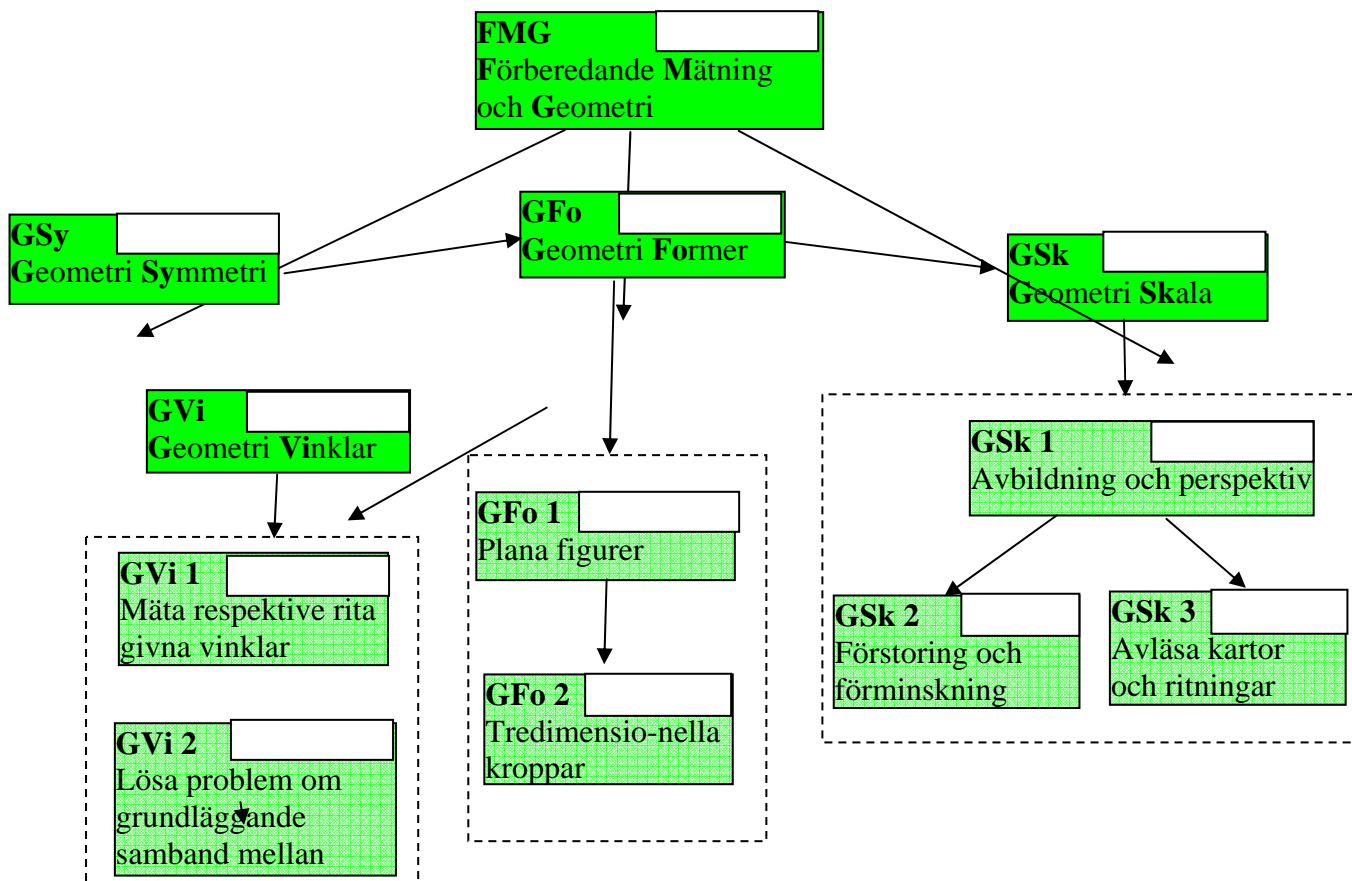 FMG
Förberedande Mätning
och Geometri
GSy
Geometri Symmetri
GFo
Geometri Former
GSk
Geometri Skala
GVi
Geometri Vinklar
GVi 1
Mäta respektive rita
givna vinklar
GVi 2
Lösa problem om
grundläggande
samband mellan
GFo 1
Plana figurer
GFo 2
Tredimensio-nella
kroppar
GSk 1
Avbildning och perspektiv
GSk 2
Förstoring och
förminskning
GSk 3
Avläsa kartor
och ritningar